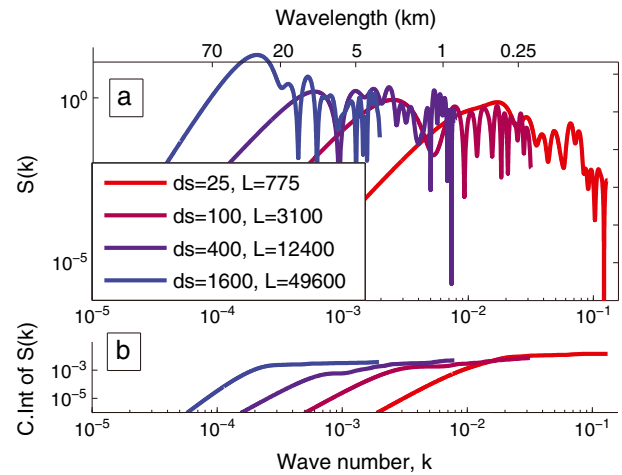 Wavelength (km)
70 20 5 1 0.25
a
10^0
S(k)
10^-5
ds=25, L=775
ds=100, L=3100
ds=400, L=12400
ds=1600, L=49600
10^-5 10^-4 10^-3 10^-2 10^-1
b
C.Int of S(k)
10^-3
10^-6
10^-5 10^-4 10^-3 10^-2 10^-1
Wave number, k